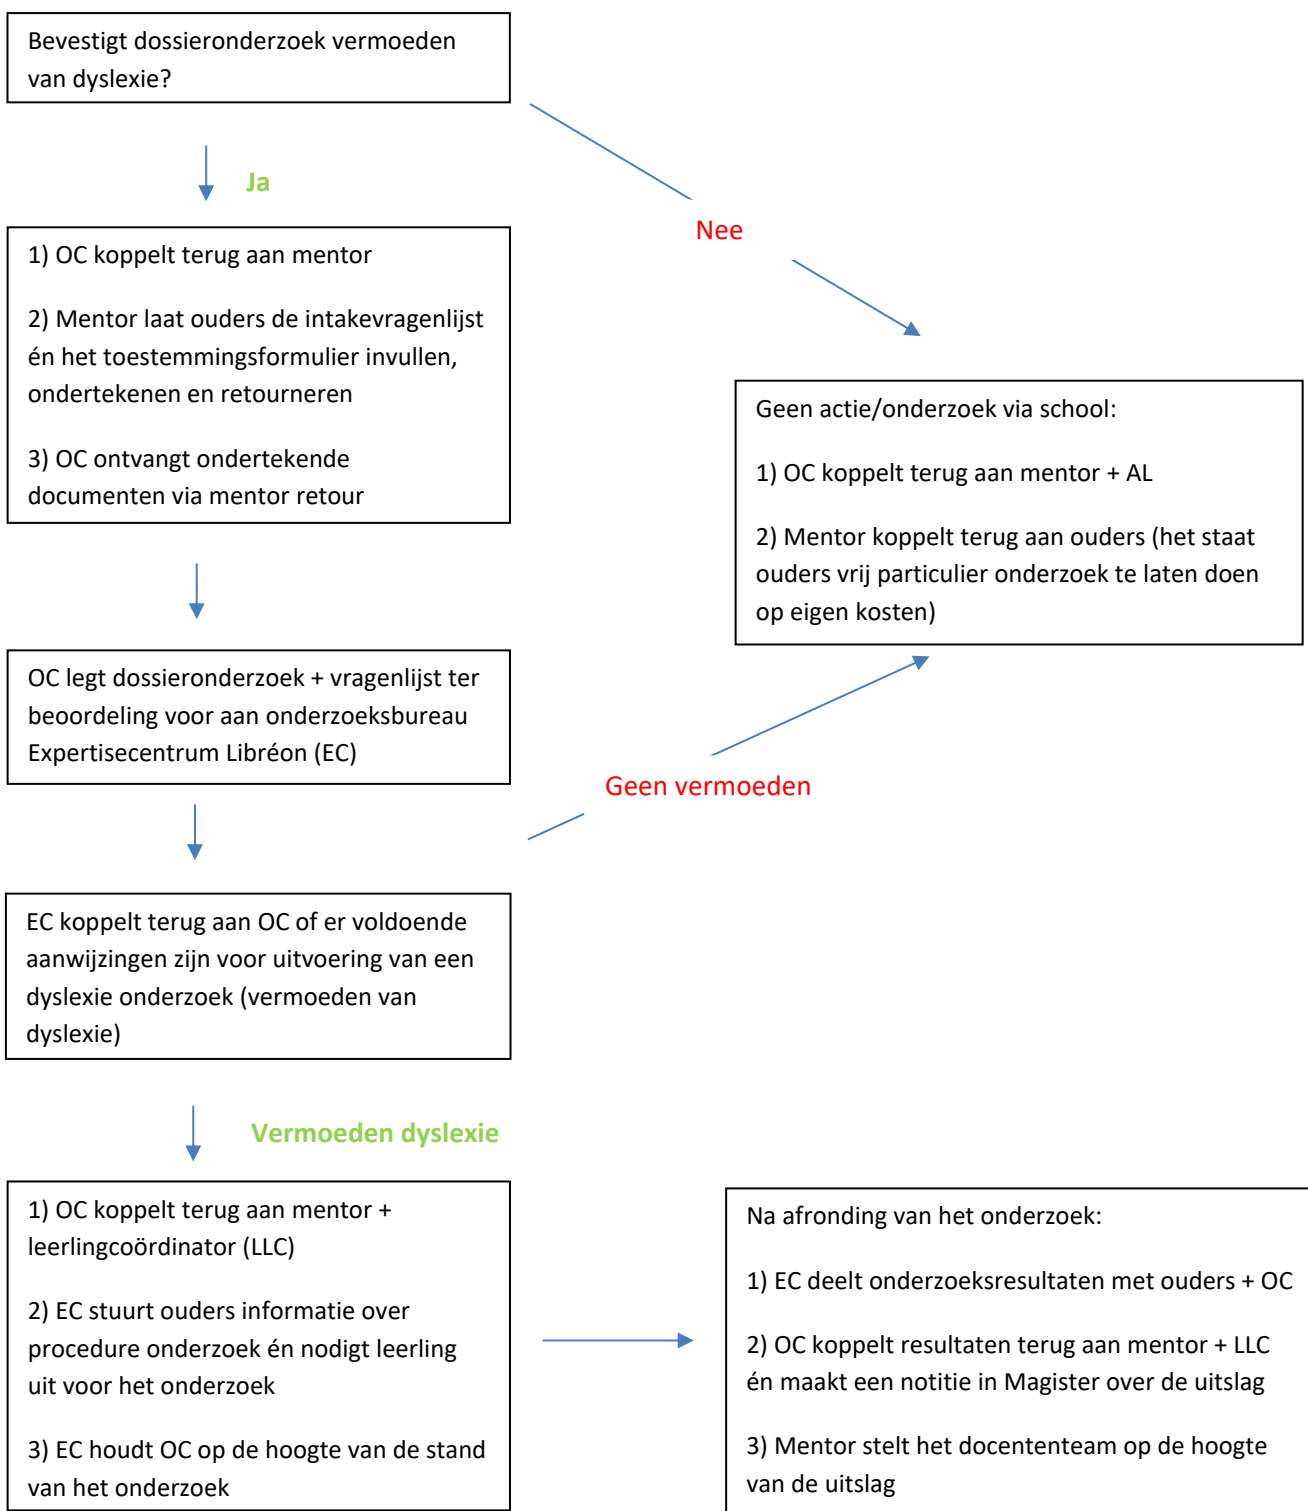 Bevestigt dossieronderzoek vermoeden
van dyslexie?
Ja
Nee
1) OC koppelt terug aan mentor
2) Mentor laat ouders de intakevragenlijst
én het toestemmingsformulier invullen,
ondertekenen en retourneren
3) OC ontvangt ondertekende
documenten via mentor retour
Geen actie/onderzoek via school:
1) OC koppelt terug aan mentor + AL
2) Mentor koppelt terug aan ouders (het staat
ouders vrij particulier onderzoek te laten doen
op eigen kosten)
OC legt dossieronderzoek + vragenlijst ter
beoordeling voor aan onderzoeksbureau
Expertisecentrum Libréon (EC)
Geen vermoeden
EC koppelt terug aan OC of er voldoende
aanwijzingen zijn voor uitvoering van een
dyslexie onderzoek (vermoeden van
dyslexie)
Vermoeden dyslexie
1) OC koppelt terug aan mentor +
leerlingcoördinator (LLC)
2) EC stuurt ouders informatie over
procedure onderzoek én nodigt leerling
uit voor het onderzoek
3) EC houdt OC op de hoogte van de stand
van het onderzoek
Na afronding van het onderzoek:
1) EC deelt onderzoeksresultaten met ouders + OC
2) OC koppelt resultaten terug aan mentor + LLC
én maakt een notitie in Magister over de uitslag
3) Mentor stelt het docententeam op de hoogte
van de uitslag